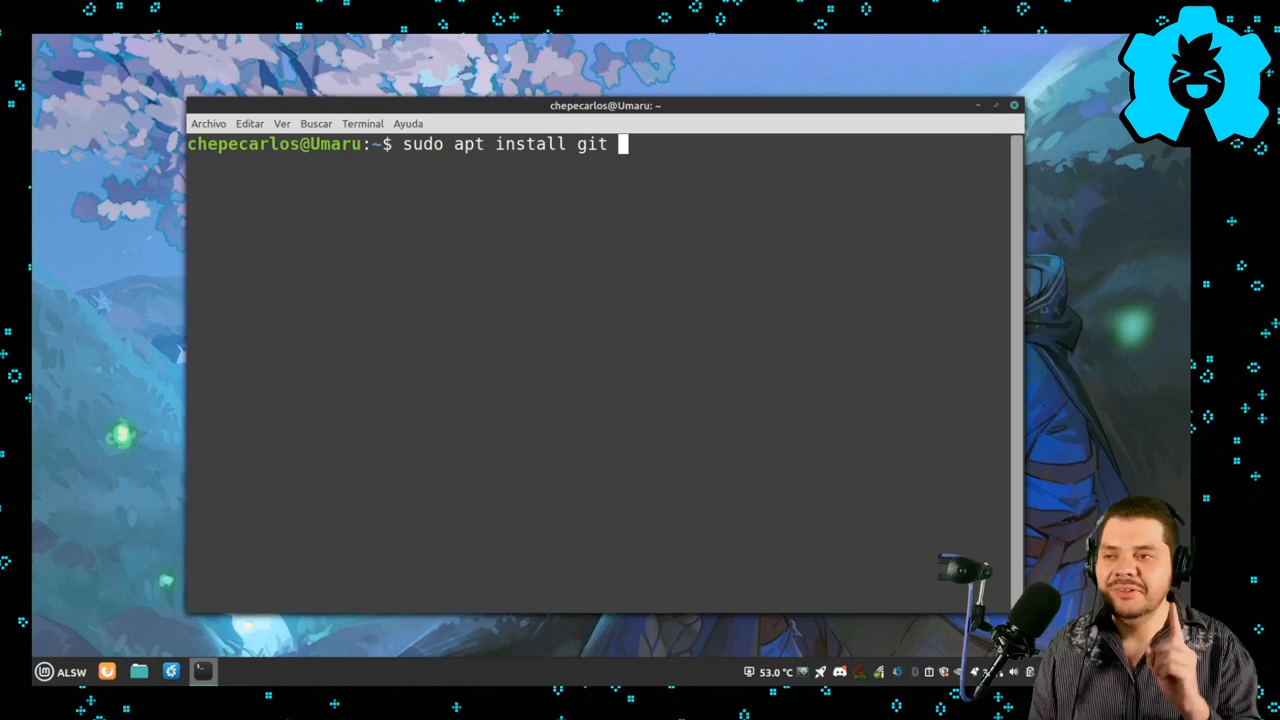 chepecarlos@Umaru: ~
Archivo Editar Ver Buscar Terminal Ayuda
chepecarlos@Umaru:~$ sudo apt install git
ALSW
53.0 °C